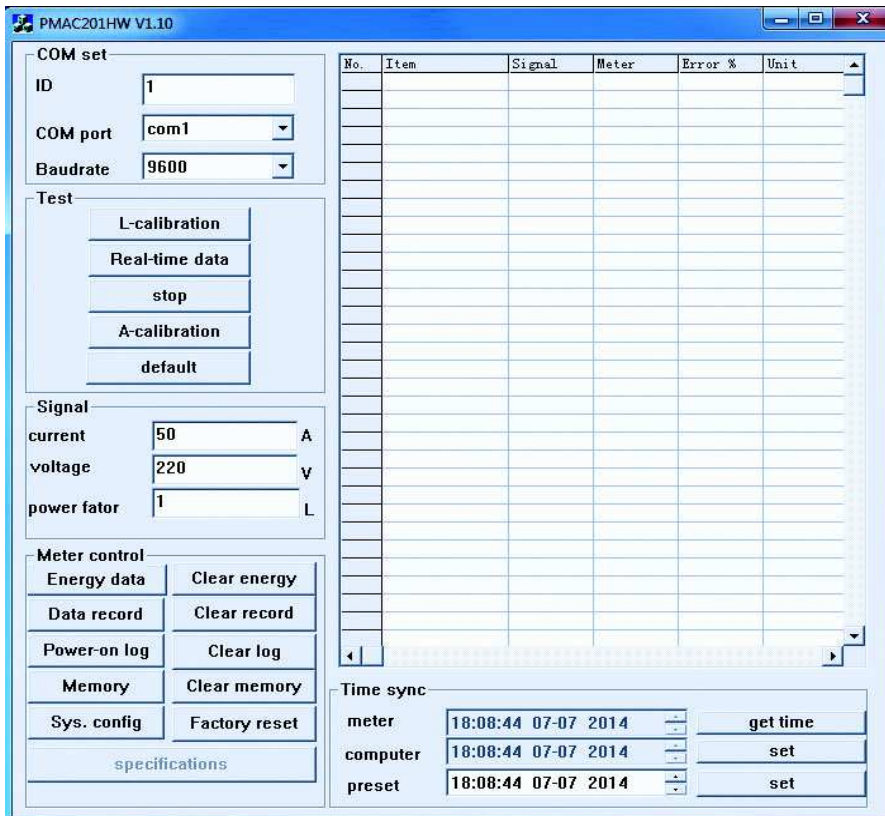 PMAC201HW V1.10
COM set
ID 1
COM port com1
Baudrate 9600
Test
L-calibration
Real-time data
stop
A-calibration
default
Signal
current 50 A
voltage 220 V
power fator 1 L
Meter control
Energy data Clear energy
Data record Clear record
Power-on log Clear log
Memory Clear memory
Sys. config Factory reset
specifications
No. Item Signal Meter Error % Unit
Time sync
meter 18:08:44 07-07 2014 get time
computer 18:08:44 07-07 2014 set
preset 18:08:44 07-07 2014 set